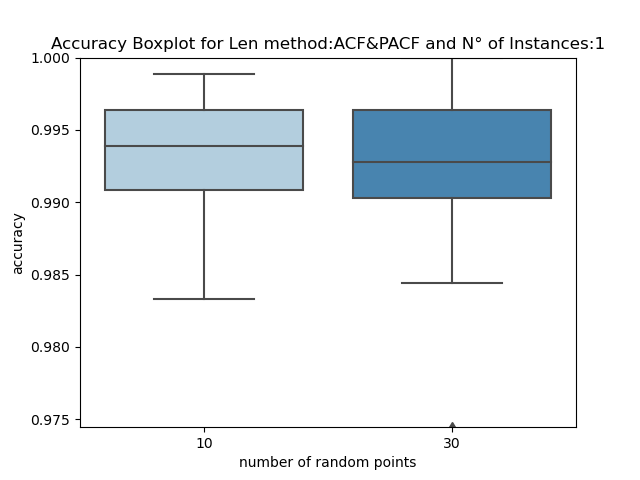 Accuracy Boxplot for Len method:ACF&PACF and N° of Instances:1
1.000
0.995
0.990
0.985
0.980
0.975
accuracy
10
30
number of random points